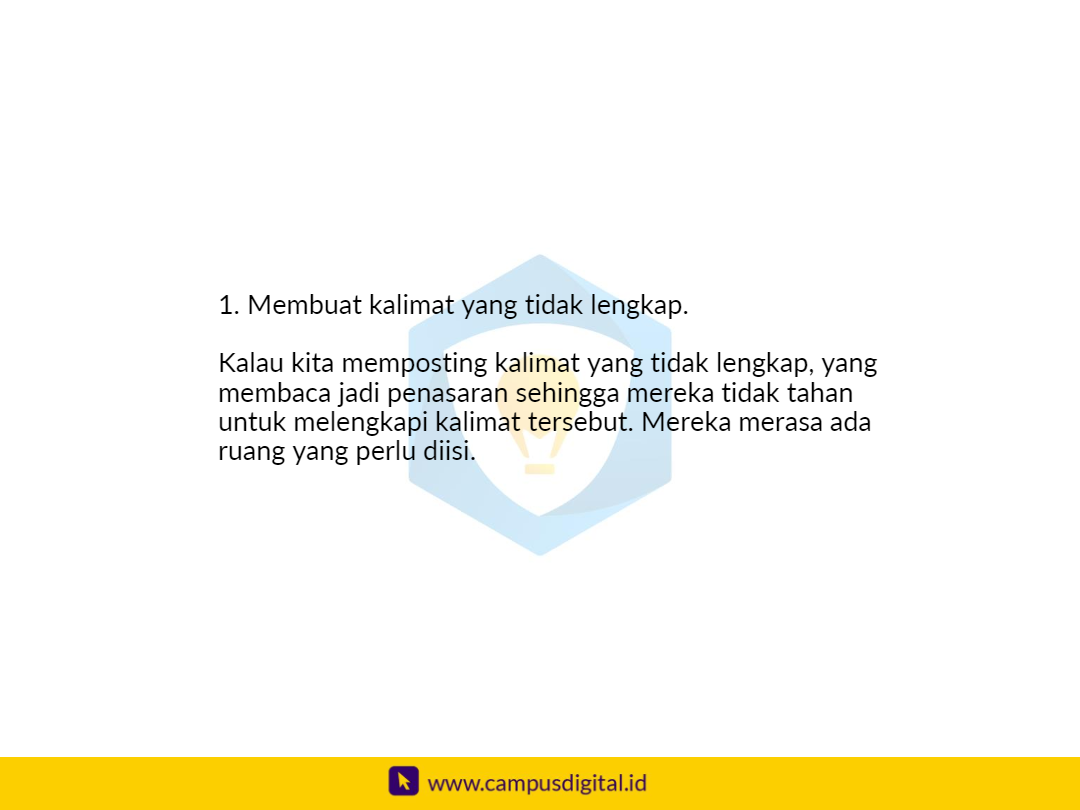 1. Membuat kalimat yang tidak lengkap.
Kalau kita memposting kalimat yang tidak lengkap, yang
membaca jadi penasaran sehingga mereka tidak tahan
untuk melengkapi kalimat tersebut. Mereka merasa ada
ruang yang perlu diisi.
www.campusdigital.id